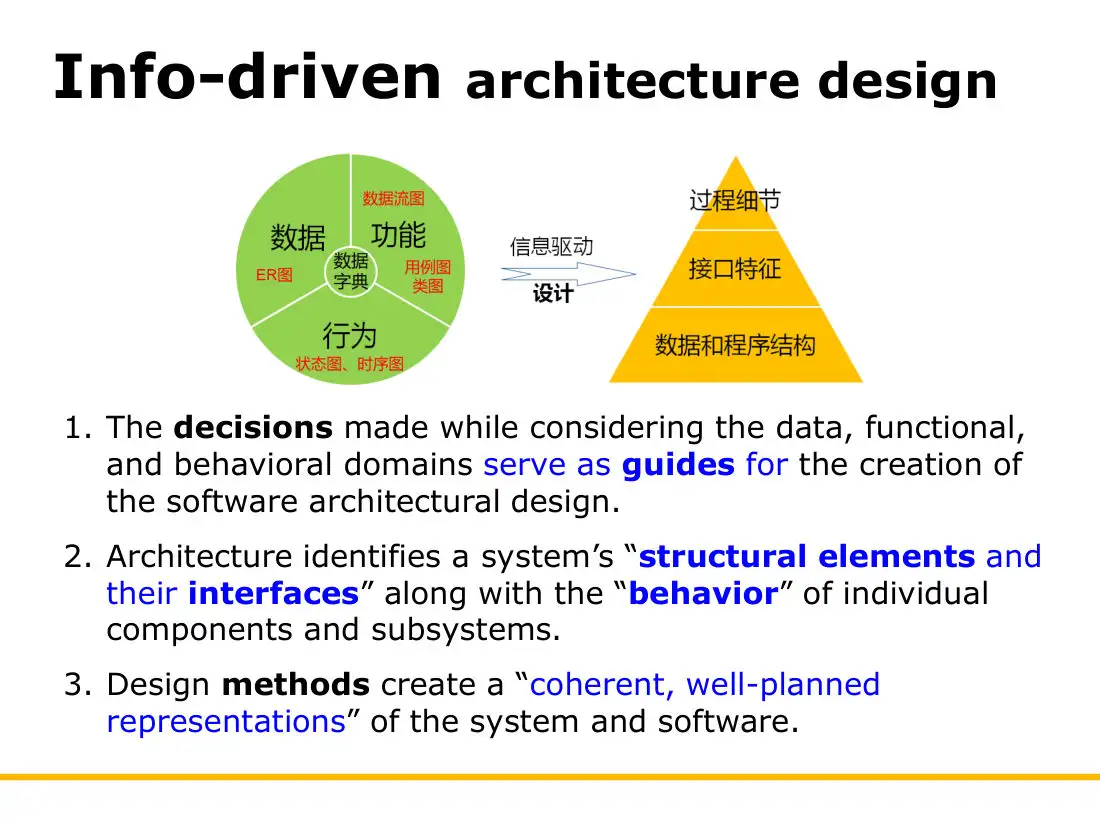 Info-driven architecture design
数据流图
数据
功能
ER图
数据
字典
用例图
类图
行为
状态图、时序图
信息驱动
设计
过程细节
接口特征
数据和程序结构
1. The decisions made while considering the data, functional,
and behavioral domains serve as guides for the creation of
the software architectural design.
2. Architecture identifies a system’s “structural elements and
their interfaces” along with the “behavior” of individual
components and subsystems.
3. Design methods create a “coherent, well-planned
representations” of the system and software.